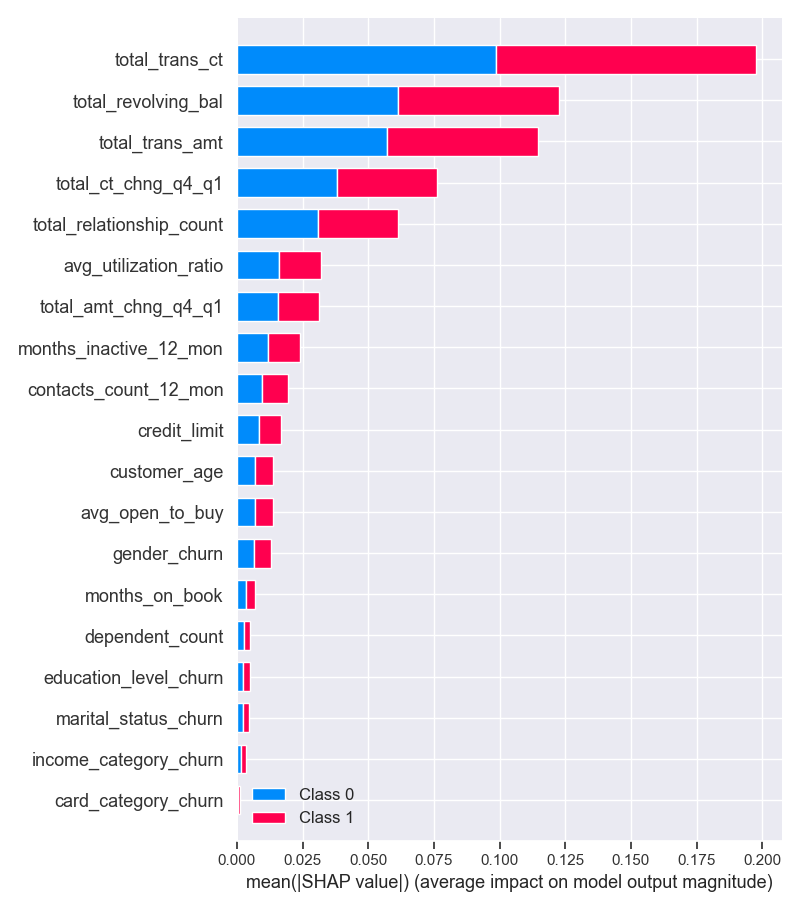 total_trans_ct
total_revolving_bal
total_trans_amt
total_ct_chng_q4_q1
total_relationship_count
avg_utilization_ratio
total_amt_chng_q4_q1
months_inactive_12_mon
contacts_count_12_mon
credit_limit
customer_age
avg_open_to_buy
gender_churn
months_on_book
dependent_count
education_level_churn
marital_status_churn
income_category_churn
card_category_churn
Class 0
Class 1
0.000 0.025 0.050 0.075 0.100 0.125 0.150 0.175 0.200
mean(|SHAP value|) (average impact on model output magnitude)